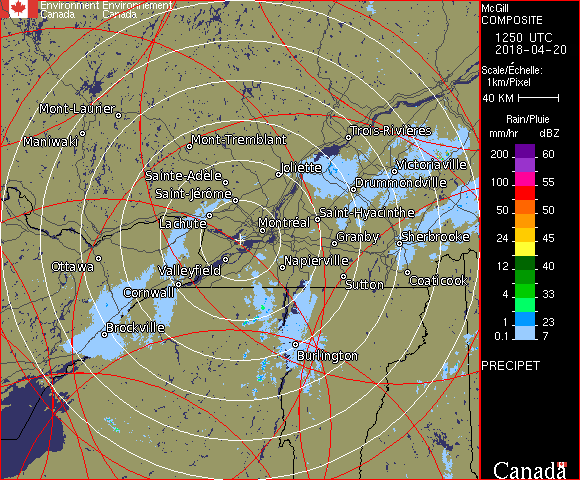 Environment Environnement
Canada Canada
McGill
COMPOSITE
1250 UTC
2018-04-20
Scale/Échelle:
1km/Pixel
40 KM
Rain/Pluie
mm/hr dBZ
200 60
100 55
50 50
24 45
12 40
4 33
1 23
0.1 7
PRECIPET
Canada
Mont-Laurier
Maniwaki
Mont-Tremblant
Trois-Rivières
Joliette
Victoriaville
Sainte-Adèle
Drummondville
Saint-Jérôme
Saint-Hyacinthe
Lachute
Montréal
Granby
Sherbrooke
Ottawa
Valleyfield
Napierville
Sutton
Coaticook
Cornwall
Brockville
Burlington